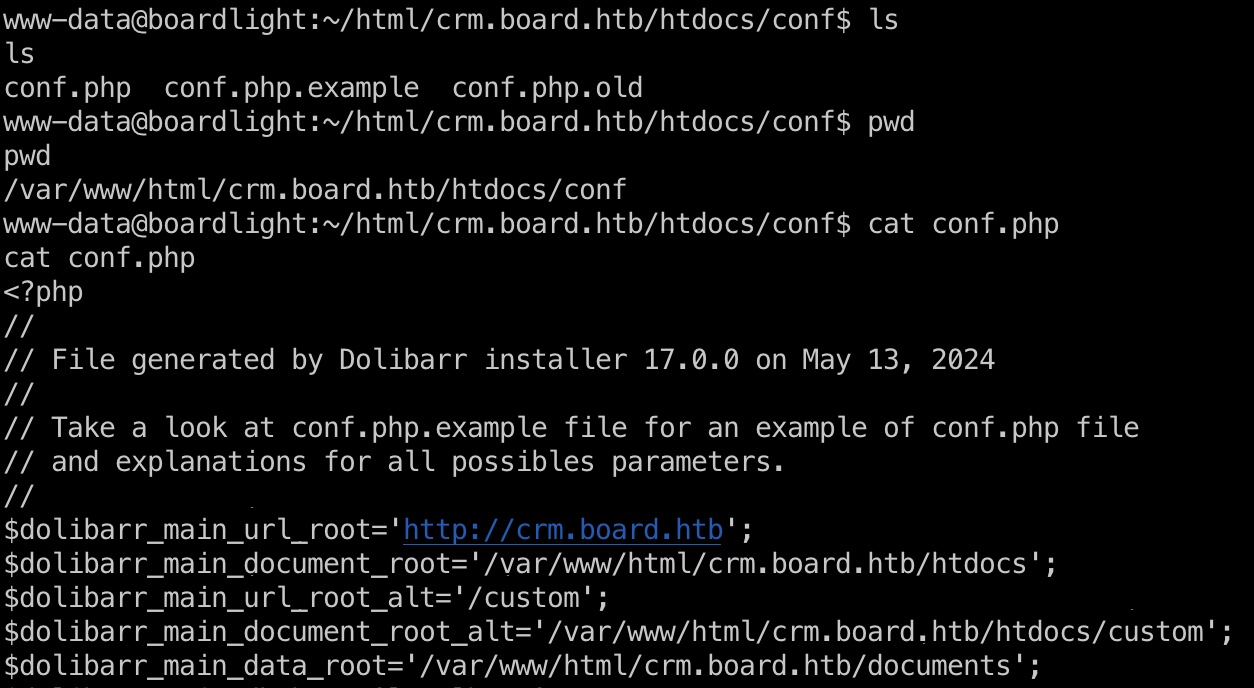 www-data@boardlight:~/html/crm.board.htb/htdocs/conf$ ls
ls
conf.php  conf.php.example  conf.php.old
www-data@boardlight:~/html/crm.board.htb/htdocs/conf$ pwd
pwd
/var/www/html/crm.board.htb/htdocs/conf
www-data@boardlight:~/html/crm.board.htb/htdocs/conf$ cat conf.php
cat conf.php
<?php
//
// File generated by Dolibarr installer 17.0.0 on May 13, 2024
//
// Take a look at conf.php.example file for an example of conf.php file
// and explanations for all possibles parameters.
//
$dolibarr_main_url_root='http://crm.board.htb';
$dolibarr_main_document_root='/var/www/html/crm.board.htb/htdocs';
$dolibarr_main_url_root_alt='/custom';
$dolibarr_main_document_root_alt='/var/www/html/crm.board.htb/htdocs/custom';
$dolibarr_main_data_root='/var/www/html/crm.board.htb/documents';